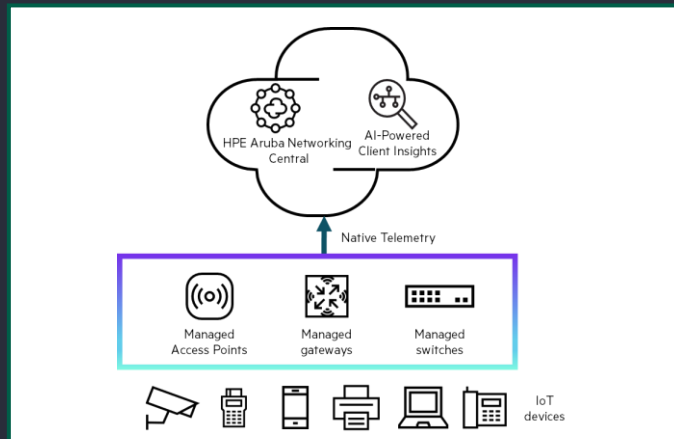 HPE Aruba Networking
Central
AI-Powered
Client Insights
Native Telemetry
Managed
Access Points
Managed
gateways
Managed
switches
IoT
devices